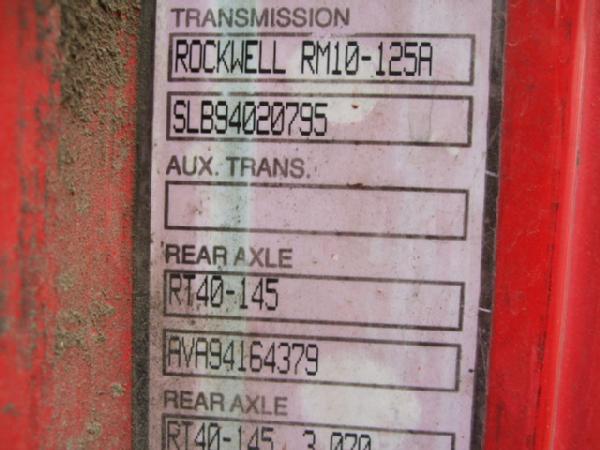 TRANSMISSION
ROCKWELL RM10-125A
SLB94020795
AUX. TRANS.
REAR AXLE
RT40-145
AVA94164379
REAR AXLE
RT40-145 3.070